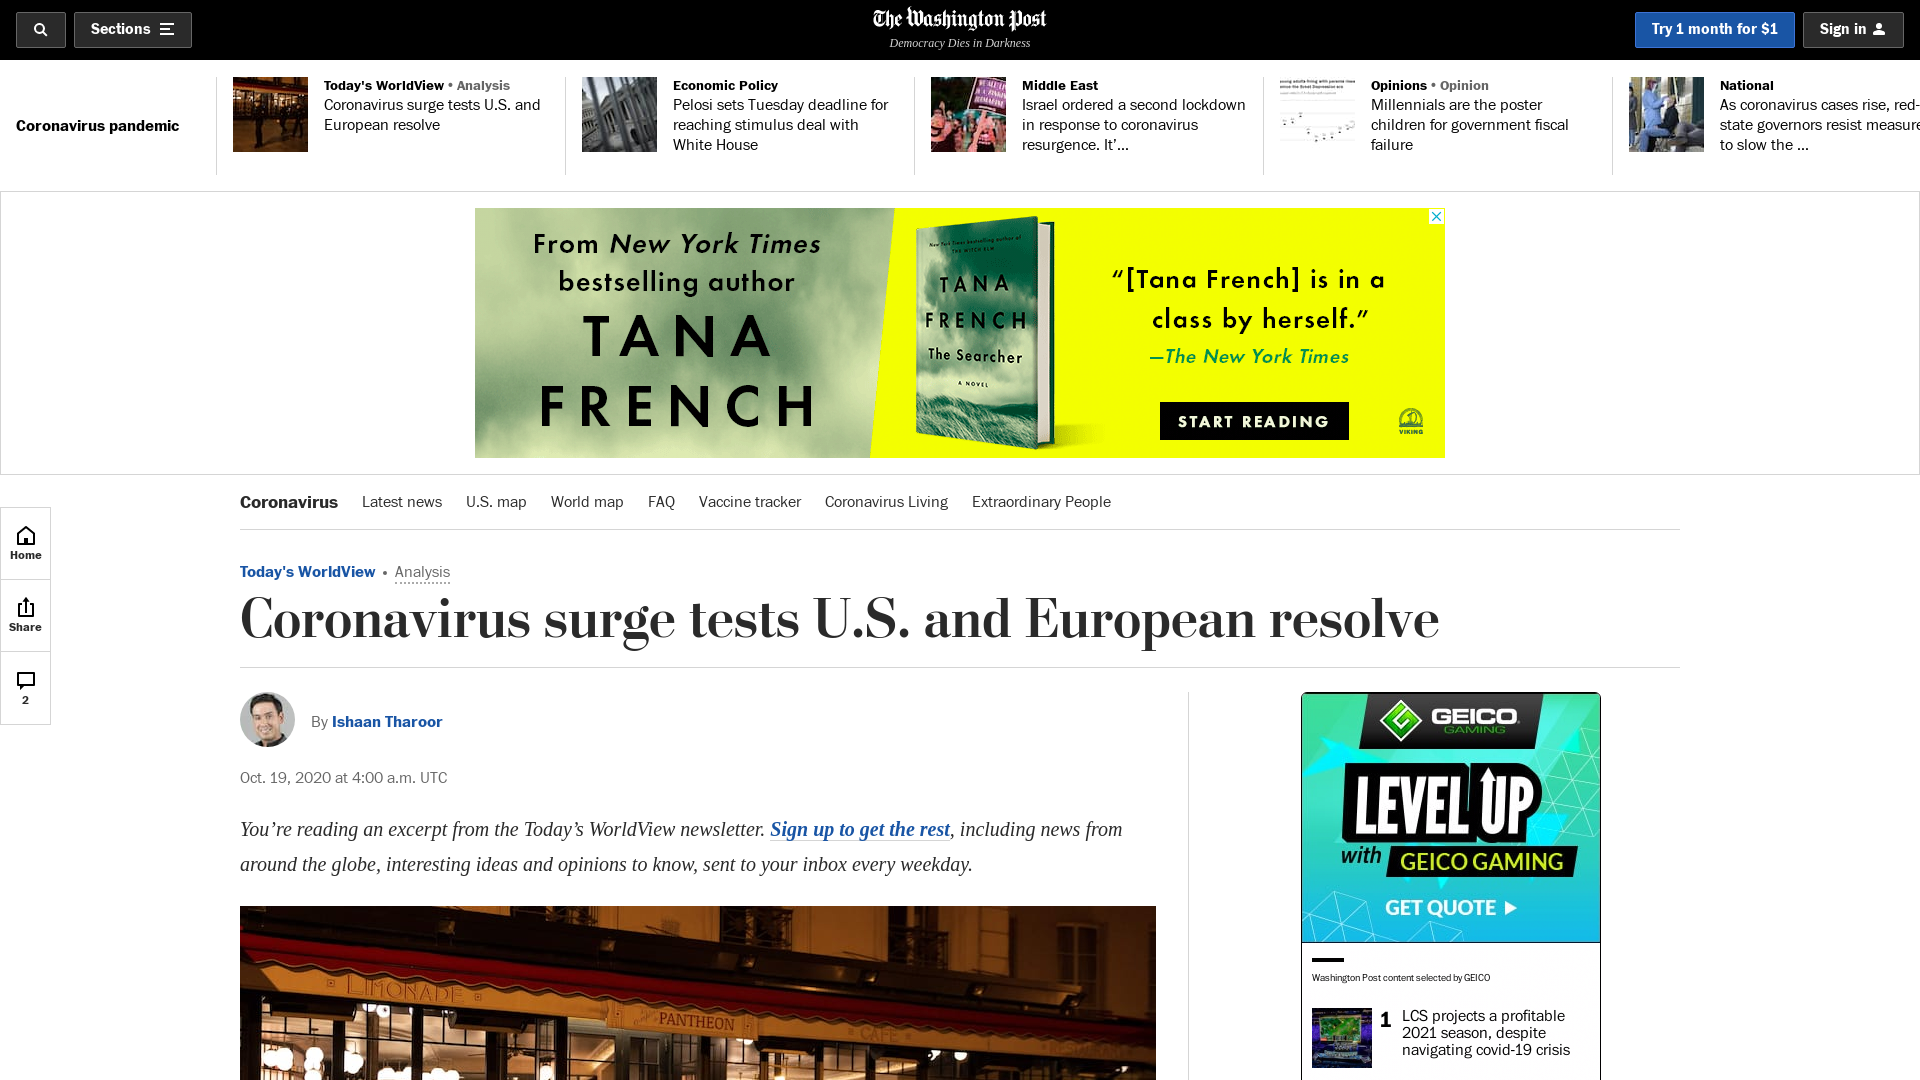 Sections
The Washington Post
Democracy Dies in Darkness
Try 1 month for $1
Sign in
Coronavirus pandemic
Today's WorldView • Analysis
Coronavirus surge tests U.S. and
European resolve
Economic Policy
Pelosi sets Tuesday deadline for
reaching stimulus deal with
White House
Middle East
Israel ordered a second lockdown
in response to coronavirus
resurgence. It’...
Opinions • Opinion
Millennials are the poster
children for government fiscal
failure
National
As coronavirus cases rise, red-
state governors resist measure
to slow the ...
From New York Times
bestselling author
TANA
FRENCH
New York Times bestselling author of
THE WITCH ELM
TANA
FRENCH
The Searcher
A NOVEL
“[Tana French] is in a
class by herself.”
—The New York Times
START READING
VIKING
Coronavirus
Latest news
U.S. map
World map
FAQ
Vaccine tracker
Coronavirus Living
Extraordinary People
Home
Share
2
Today's WorldView • Analysis
Coronavirus surge tests U.S. and European resolve
By Ishaan Tharoor
Oct. 19, 2020 at 4:00 a.m. UTC
You’re reading an excerpt from the Today’s WorldView newsletter. Sign up to get the rest, including news from
around the globe, interesting ideas and opinions to know, sent to your inbox every weekday.
LIMONADE
PANTHEON
CAFE
GEICO
GAMING
LEVEL UP
with GEICO GAMING
GET QUOTE
Washington Post content selected by GEICO
1 LCS projects a profitable
2021 season, despite
navigating covid-19 crisis